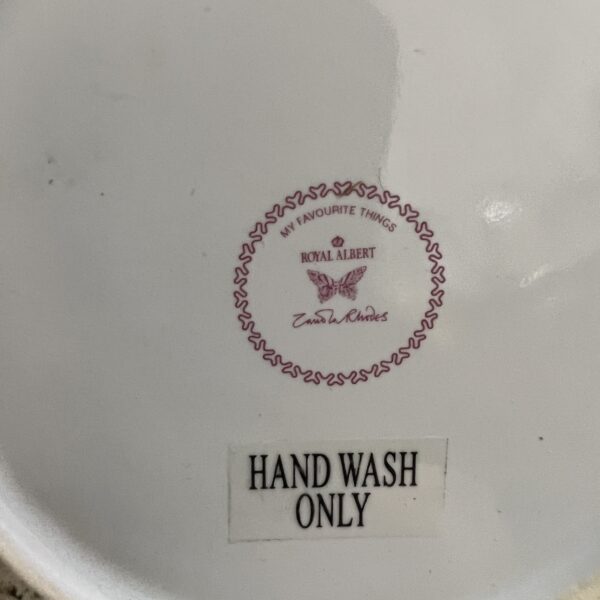 MY FAVOURITE THINGS
ROYAL ALBERT
Zandra Rhodes
HAND WASH
ONLY